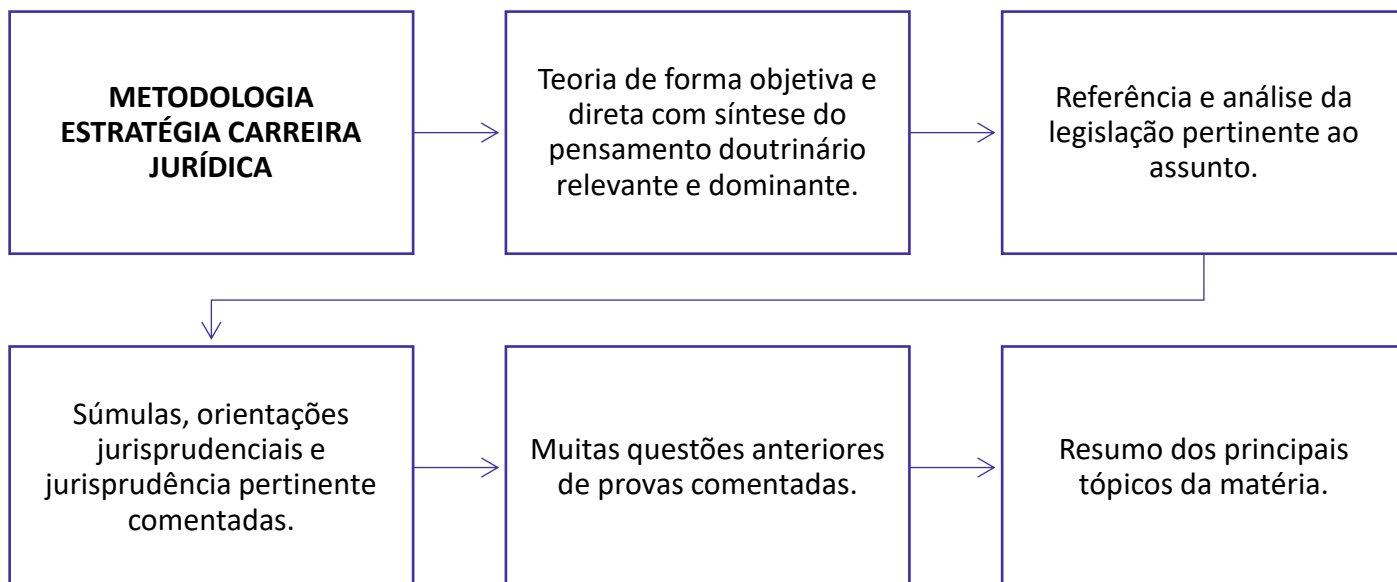 METODOLOGIA
ESTRATÉGIA CARREIRA
JURÍDICA
Teoria de forma objetiva e
direta com síntese do
pensamento doutrinário
relevante e dominante.
Referência e análise da
legislação pertinente ao
assunto.
Súmulas, orientações
jurisprudenciais e
jurisprudência pertinente
comentadas.
Muitas questões anteriores
de provas comentadas.
Resumo dos principais
tópicos da matéria.